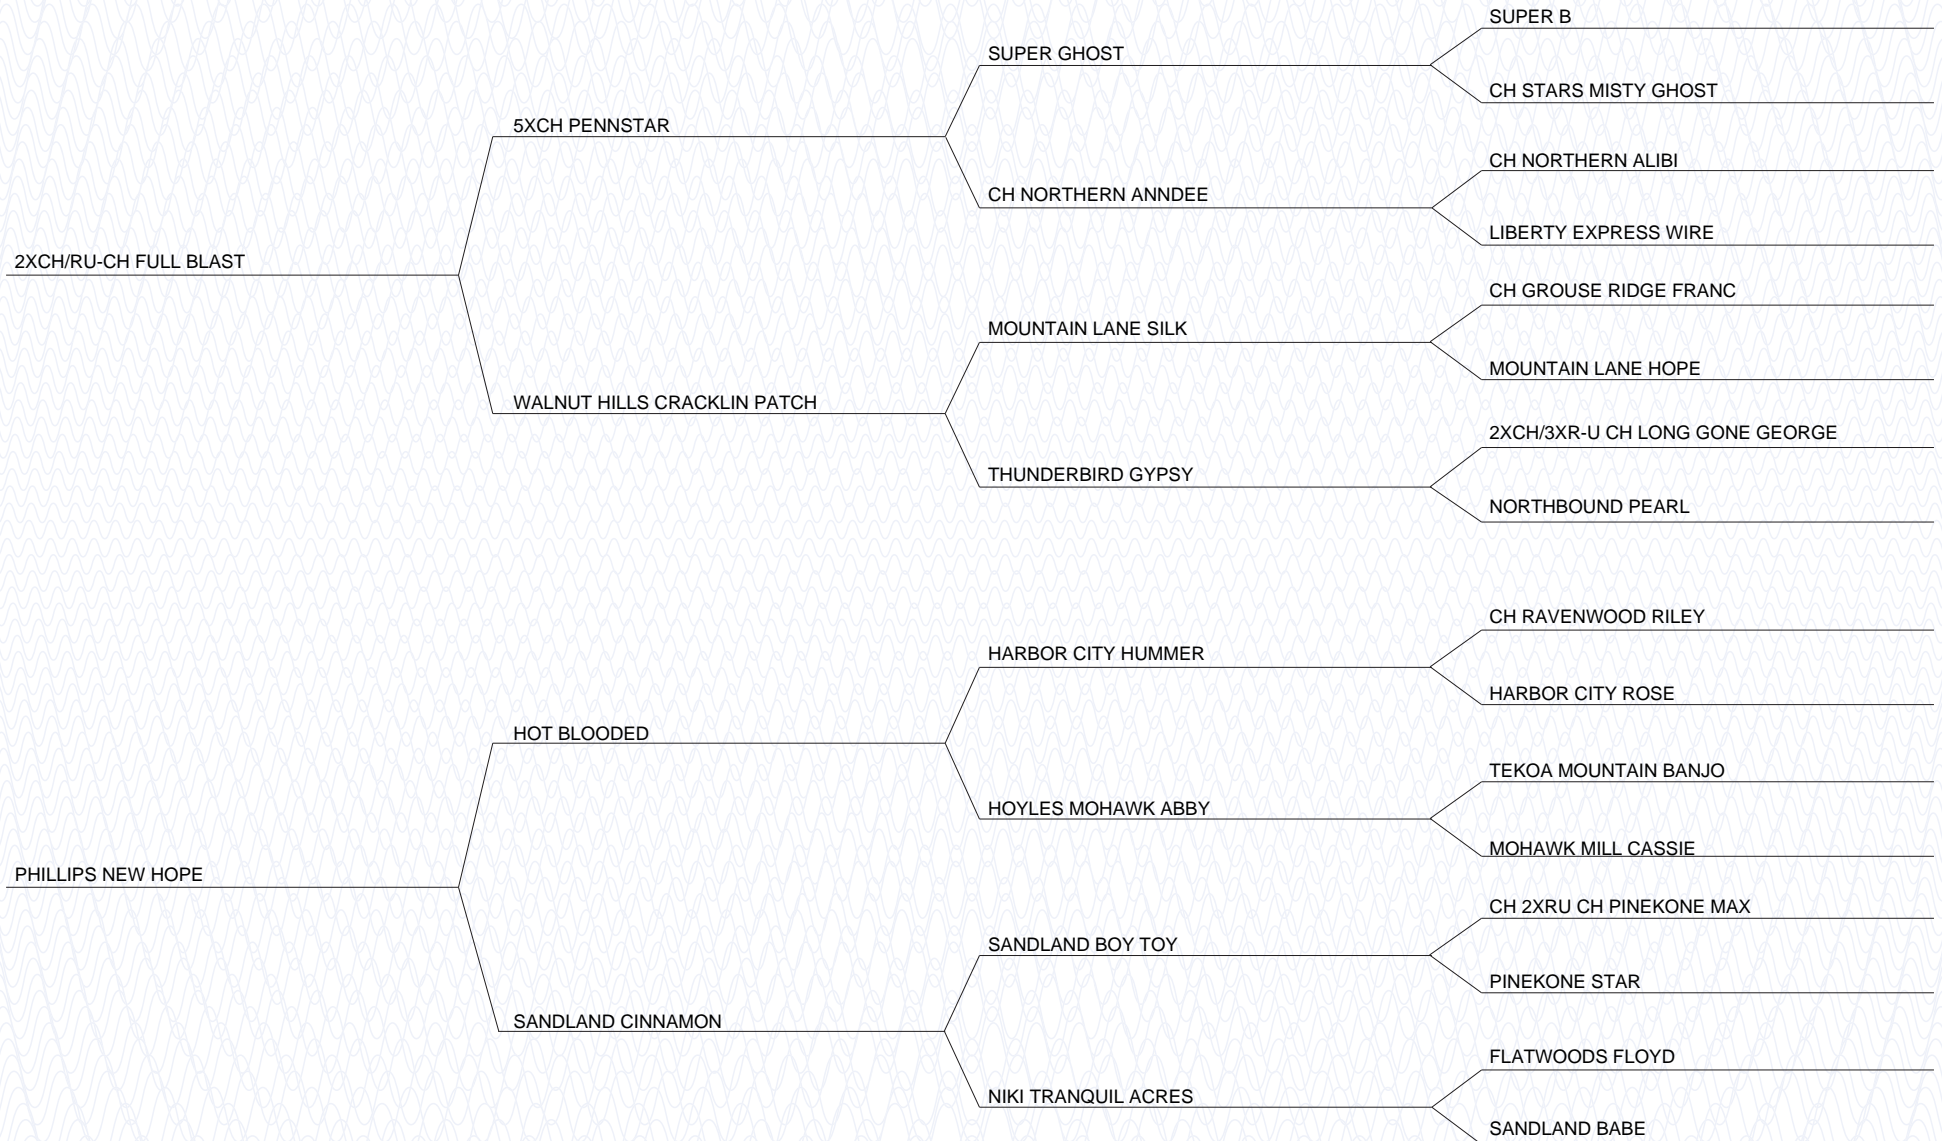 SUPER B
SUPER GHOST
CH STARS MISTY GHOST
5XCH PENNSTAR
CH NORTHERN ALIBI
CH NORTHERN ANNDEE
LIBERTY EXPRESS WIRE
2XCH/RU-CH FULL BLAST
CH GROUSE RIDGE FRANC
MOUNTAIN LANE SILK
MOUNTAIN LANE HOPE
WALNUT HILLS CRACKLIN PATCH
2XCH/3XR-U CH LONG GONE GEORGE
THUNDERBIRD GYPSY
NORTHBOUND PEARL
CH RAVENWOOD RILEY
HARBOR CITY HUMMER
HARBOR CITY ROSE
HOT BLOODED
TEKOA MOUNTAIN BANJO
HOYLES MOHAWK ABBY
MOHAWK MILL CASSIE
PHILLIPS NEW HOPE
CH 2XRU CH PINEKONE MAX
SANDLAND BOY TOY
PINEKONE STAR
SANDLAND CINNAMON
FLATWOODS FLOYD
NIKI TRANQUIL ACRES
SANDLAND BABE